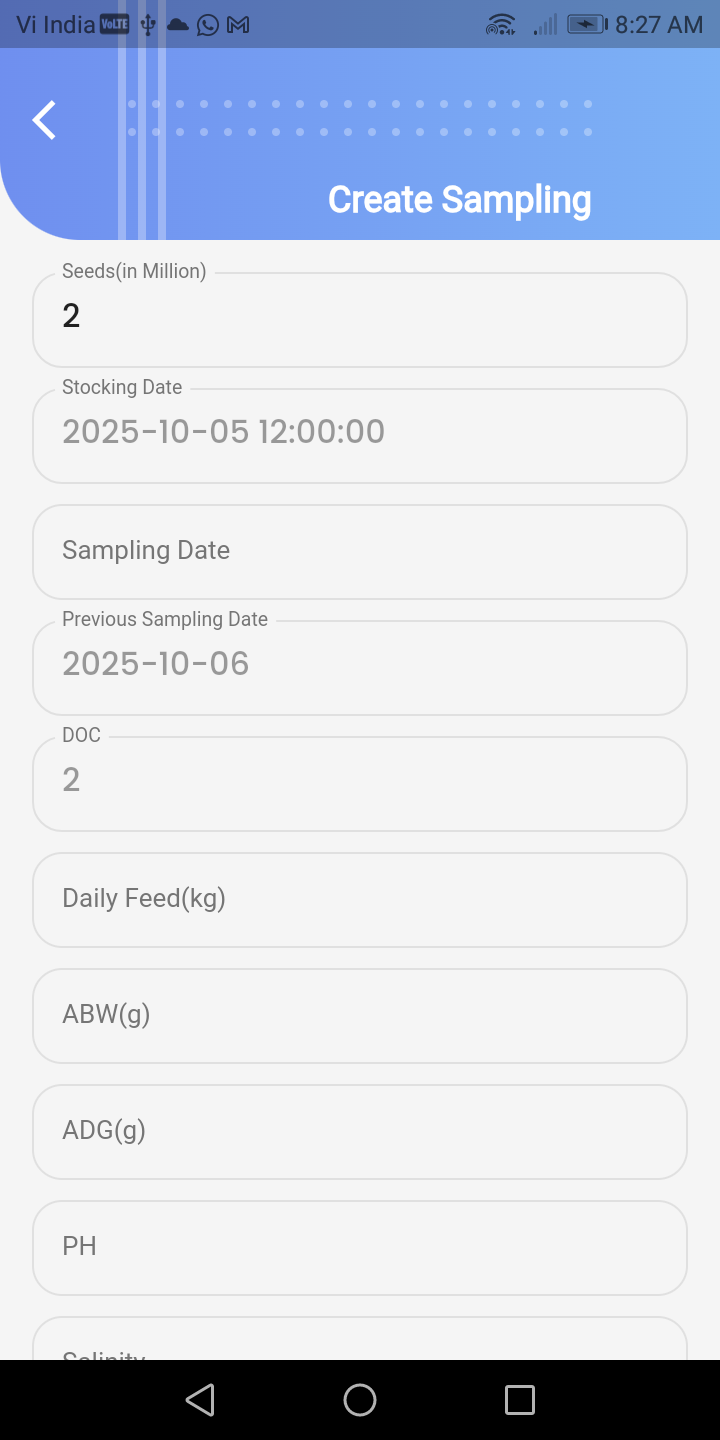 Vi India VoLTE 8:27 AM
Create Sampling
Seeds(in Million)
2
Stocking Date
2025-10-05 12:00:00
Sampling Date
Previous Sampling Date
2025-10-06
DOC
2
Daily Feed(kg)
ABW(g)
ADG(g)
PH
Salinity